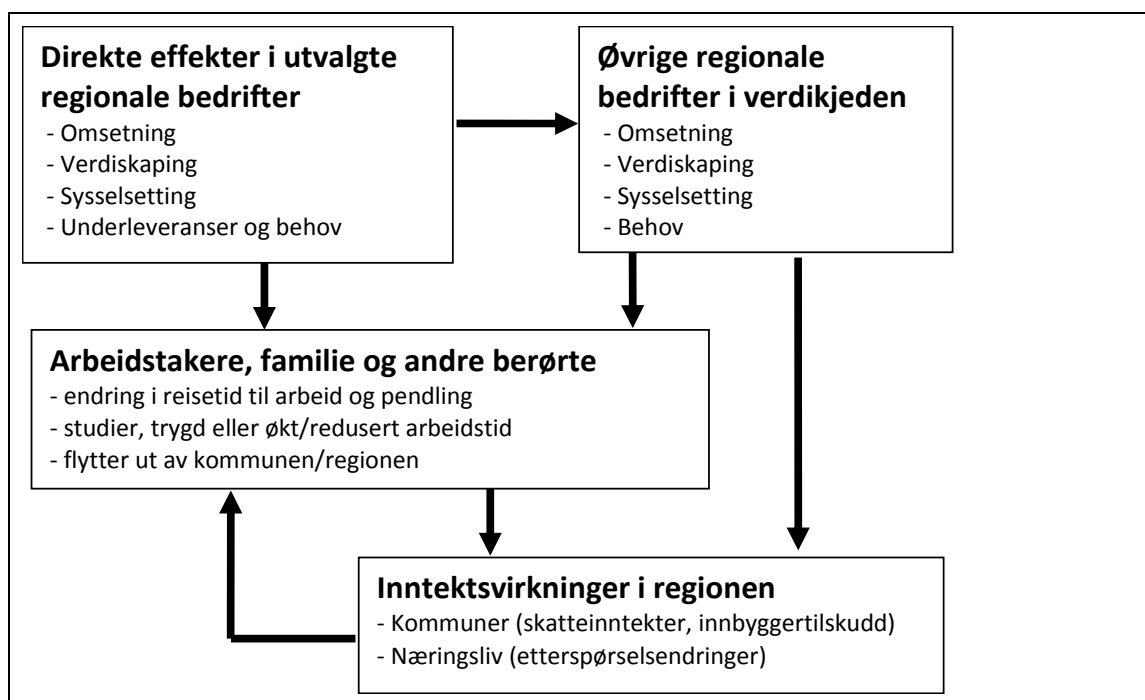 Direkte effekter i utvalgte
regionale bedrifter
- Omsetning
- Verdiskaping
- Sysselsetting
- Underleveranser og behov
Øvrige regionale
bedrifter i verdikjeden
- Omsetning
- Verdiskaping
- Sysselsetting
- Behov
Arbeidstakere, familie og andre berørte
- endring i reisetid til arbeid og pendling
- studier, trygd eller økt/redusert arbeidstid
- flytter ut av kommunen/regionen
Inntektsvirkninger i regionen
- Kommuner (skatteinntekter, innbyggertilskudd)
- Næringsliv (etterspørselsendringer)